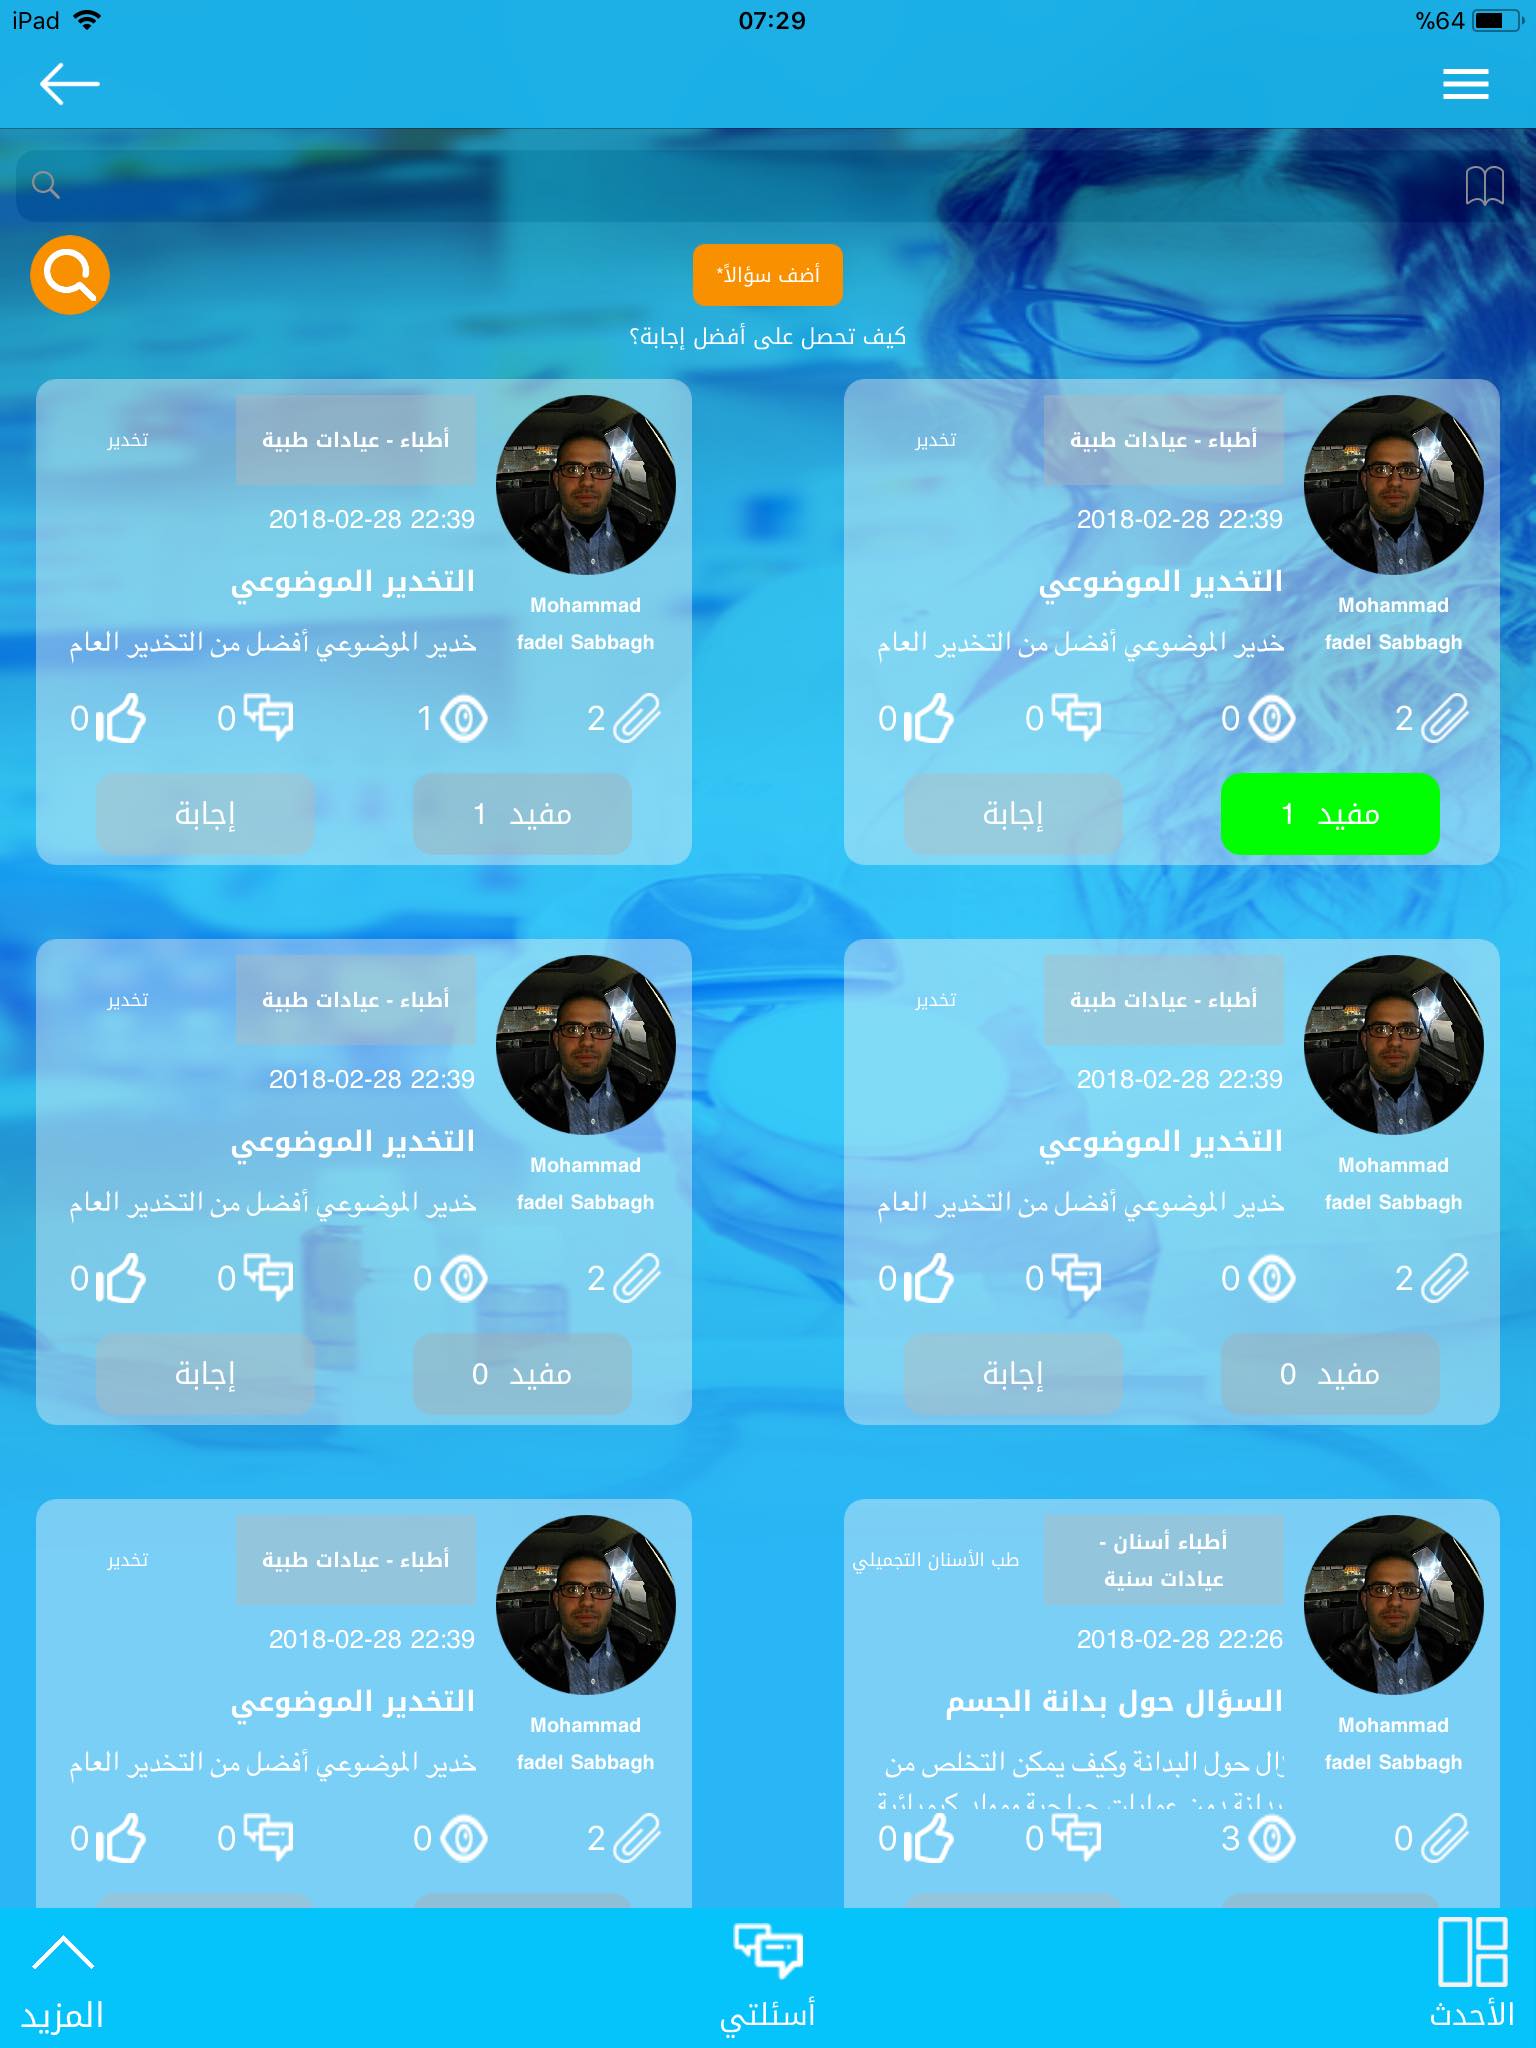 iPad
07:29
%64
أضف سؤالاً*
كيف تحصل على أفضل إجابة؟
أطباء - عيادات طبية
تخدير
2018-02-28 22:39
التخدير الموضوعي
Mohammad
fadel Sabbagh
خدير الموضوعي أفضل من التخدير العام
2
0
0
0
مفيد 1
إجابة
أطباء - عيادات طبية
تخدير
2018-02-28 22:39
التخدير الموضوعي
Mohammad
fadel Sabbagh
خدير الموضوعي أفضل من التخدير العام
2
1
0
0
مفيد 1
إجابة
أطباء - عيادات طبية
تخدير
2018-02-28 22:39
التخدير الموضوعي
Mohammad
fadel Sabbagh
خدير الموضوعي أفضل من التخدير العام
2
0
0
0
مفيد 0
إجابة
أطباء - عيادات طبية
تخدير
2018-02-28 22:39
التخدير الموضوعي
Mohammad
fadel Sabbagh
خدير الموضوعي أفضل من التخدير العام
2
0
0
0
مفيد 0
إجابة
أطباء أسنان -
عيادات سنية
طب الأسنان التجميلي
2018-02-28 22:26
السؤال حول بدانة الجسم
Mohammad
fadel Sabbagh
حول البدانة وكيف يمكن التخلص من
0
3
0
0
أطباء - عيادات طبية
تخدير
2018-02-28 22:39
التخدير الموضوعي
Mohammad
fadel Sabbagh
خدير الموضوعي أفضل من التخدير العام
2
0
0
0
الأحدث
أسئلتي
المزيد